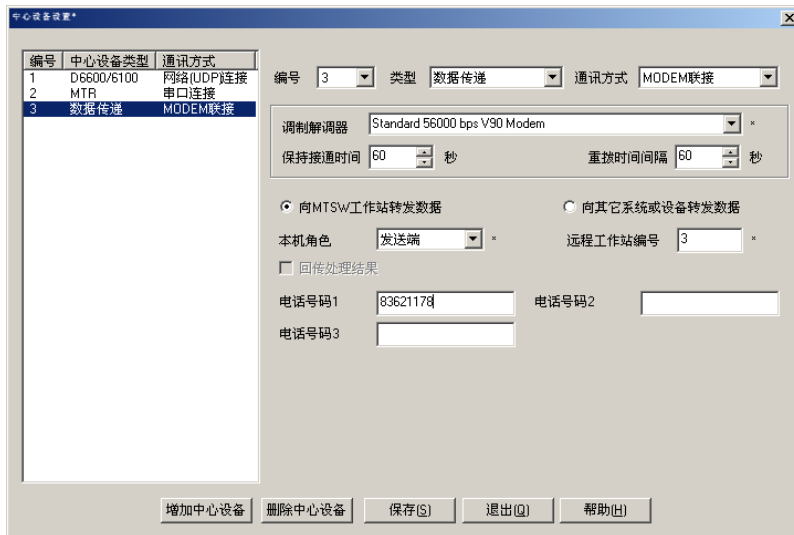 中心设备设置*
编号 中心设备类型 通讯方式
1 D6600/6100 网络(UDP)连接
2 MTR 串口连接
3 数据传递 MODEM联接
编号 3 类型 数据传递 通讯方式 MODEM联接
调制解调器 Standard 56000 bps V90 Modem *
保持接通时间 60 秒 重拨时间间隔 60 秒
向MTSW工作站转发数据 向其它系统或设备转发数据
本机角色 发送端 * 远程工作站编号 3 *
回传处理结果
电话号码1 83621178 电话号码2
电话号码3
增加中心设备 删除中心设备 保存(S) 退出(Q) 帮助(H)